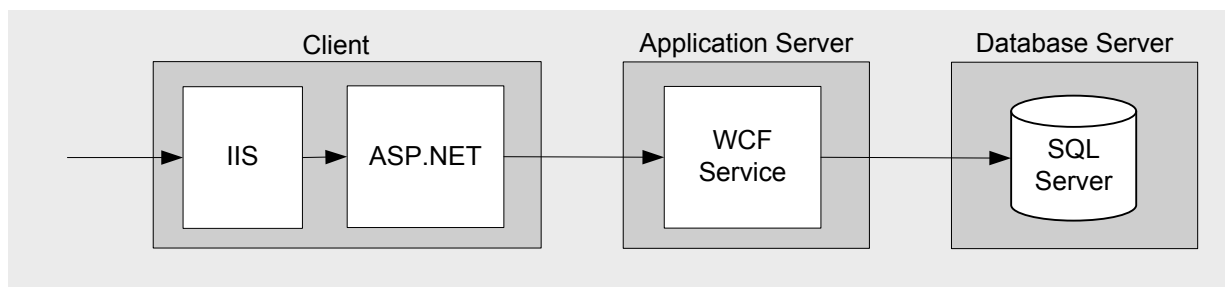 Client
Application Server
Database Server
IIS
ASP.NET
WCF
Service
SQL
Server